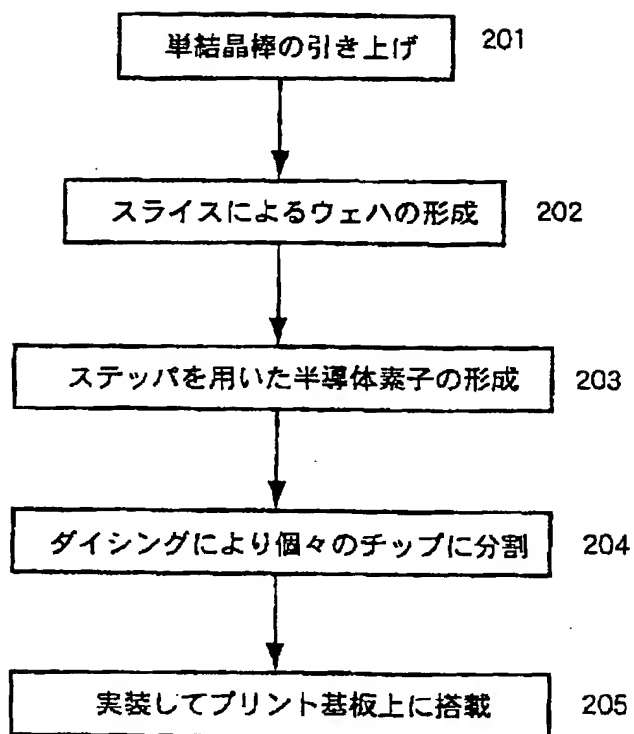 単結晶棒の引き上げ 201
スライスによるウェハの形成 202
ステッパを用いた半導体素子の形成 203
ダイシングにより個々のチップに分割 204
実装してプリント基板上に搭載 205